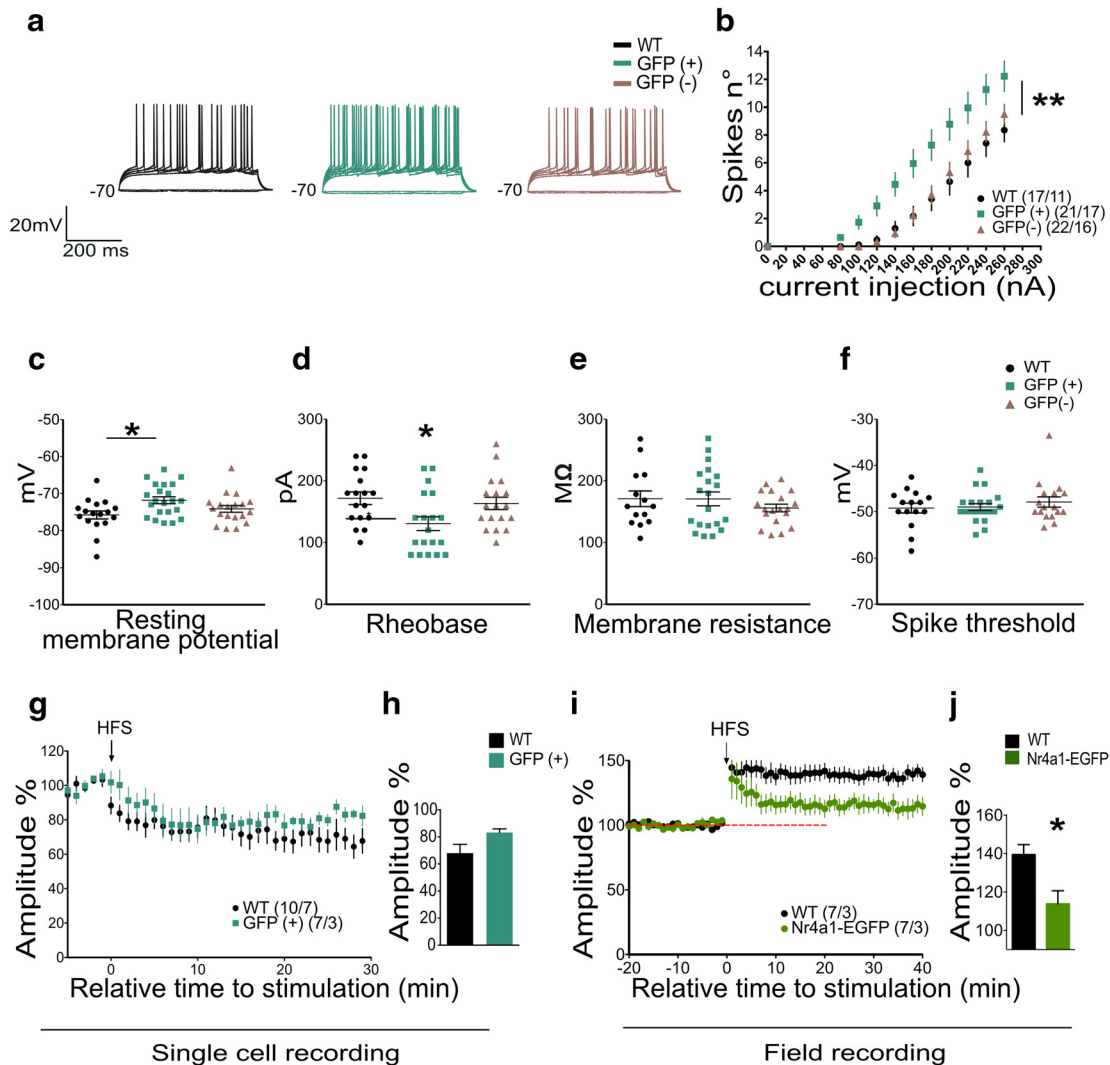 a
WT
GFP (+)
GFP (-)
-70
-70
-70
20mV
200 ms
b
Spikes n°
14
12
10
8
6
4
2
0
**
WT (17/11)
GFP (+) (21/17)
GFP(-) (22/16)
0 20 40 60 80 100 120 140 160 180 200 220 240 260 280 300
current injection (nA)
c
mV
-50
-60
-70
-80
-90
-100
*
Resting
membrane potential
d
pA
300
200
100
0
*
Rheobase
e
MΩ
300
200
100
0
Membrane resistance
f
WT
GFP (+)
GFP(-)
mV
-30
-40
-50
-60
-70
Spike threshold
g
HFS
Amplitude %
120
100
80
60
40
20
0
WT (10/7)
GFP (+) (7/3)
0 10 20 30
Relative time to stimulation (min)
h
WT
GFP (+)
Amplitude %
100
80
60
40
20
0
i
HFS
Amplitude %
150
100
50
0
WT (7/3)
Nr4a1-EGFP (7/3)
-20 -10 0 10 20 30 40
Relative time to stimulation (min)
j
WT
Nr4a1-EGFP
Amplitude %
160
140
120
100
*
Single cell recording
Field recording